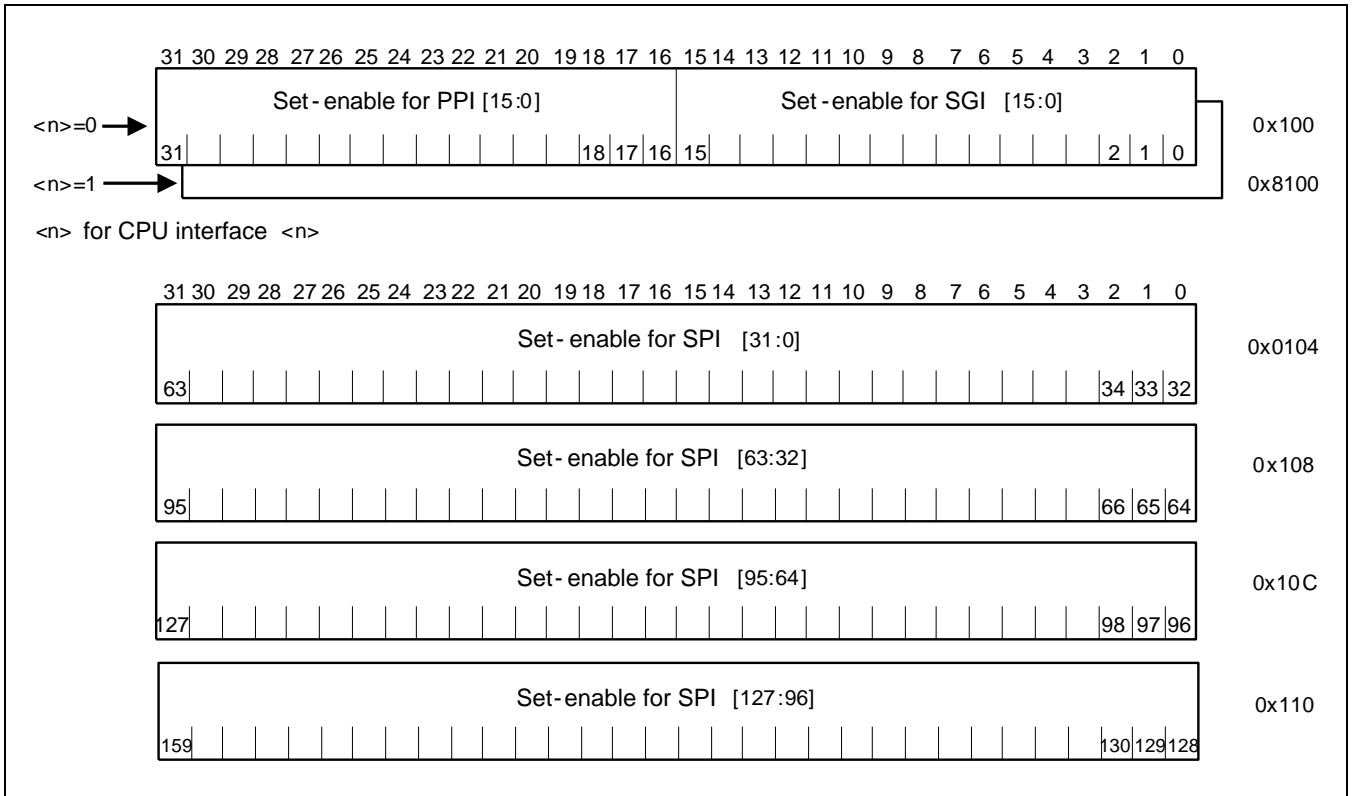 31 30 29 28 27 26 25 24 23 22 21 20 19 18 17 16 15 14 13 12 11 10 9 8 7 6 5 4 3 2 1 0
Set-enable for PPI [15:0] Set-enable for SGI [15:0]
<n>=0 0x100
31 18 17 16 15 2 1 0
<n>=1 0x8100
<n> for CPU interface <n>
31 30 29 28 27 26 25 24 23 22 21 20 19 18 17 16 15 14 13 12 11 10 9 8 7 6 5 4 3 2 1 0
Set-enable for SPI [31:0] 0x0104
63 34 33 32
Set-enable for SPI [63:32] 0x108
95 66 65 64
Set-enable for SPI [95:64] 0x10C
127 98 97 96
Set-enable for SPI [127:96] 0x110
159 130 129 128